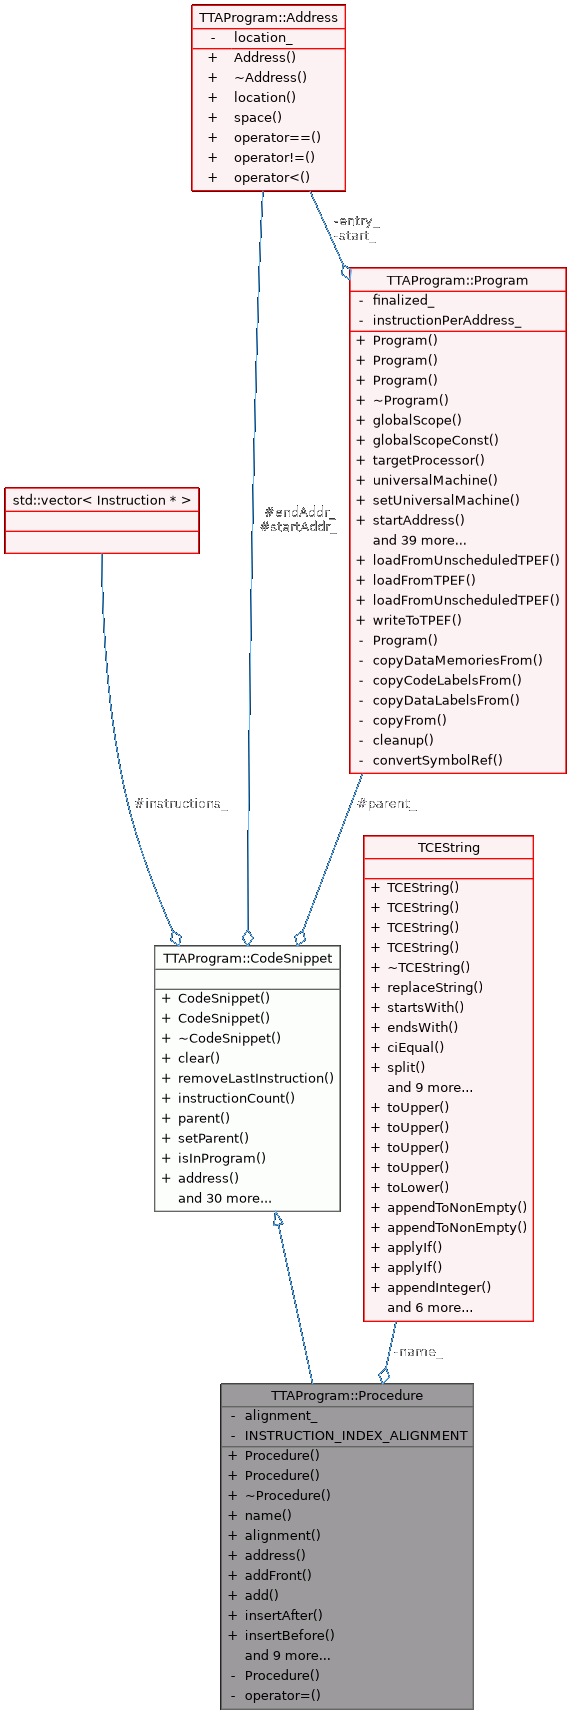 TTAProgram::Address
- location_
+ Address()
+ ~Address()
+ location()
+ space()
+ operator==()
+ operator!=()
+ operator<()
-entry_
-start_
TTAProgram::Program
- finalized_
- instructionPerAddress_
+ Program()
+ Program()
+ Program()
+ ~Program()
+ globalScope()
+ globalScopeConst()
+ targetProcessor()
+ universalMachine()
+ setUniversalMachine()
+ startAddress()
and 39 more...
+ loadFromUnscheduledTPEF()
+ loadFromTPEF()
+ loadFromUnscheduledTPEF()
+ writeToTPEF()
- Program()
- copyDataMemoriesFrom()
- copyCodeLabelsFrom()
- copyDataLabelsFrom()
- copyFrom()
- cleanup()
- convertSymbolRef()
std::vector< Instruction * >
#endAddr_
#startAddr_
#instructions_
#parent_
TCEString
+ TCEString()
+ TCEString()
+ TCEString()
+ TCEString()
+ ~TCEString()
+ replaceString()
+ startsWith()
+ endsWith()
+ ciEqual()
+ split()
and 9 more...
+ toUpper()
+ toUpper()
+ toUpper()
+ toUpper()
+ toLower()
+ appendToNonEmpty()
+ appendToNonEmpty()
+ applyIf()
+ applyIf()
+ appendInteger()
and 6 more...
TTAProgram::CodeSnippet
+ CodeSnippet()
+ CodeSnippet()
+ ~CodeSnippet()
+ clear()
+ removeLastInstruction()
+ instructionCount()
+ parent()
+ setParent()
+ isInProgram()
+ address()
and 30 more...
-name_
TTAProgram::Procedure
- alignment_
- INSTRUCTION_INDEX_ALIGNMENT
+ Procedure()
+ Procedure()
+ ~Procedure()
+ name()
+ alignment()
+ address()
+ addFront()
+ add()
+ insertAfter()
+ insertBefore()
and 9 more...
- Procedure()
- operator=()